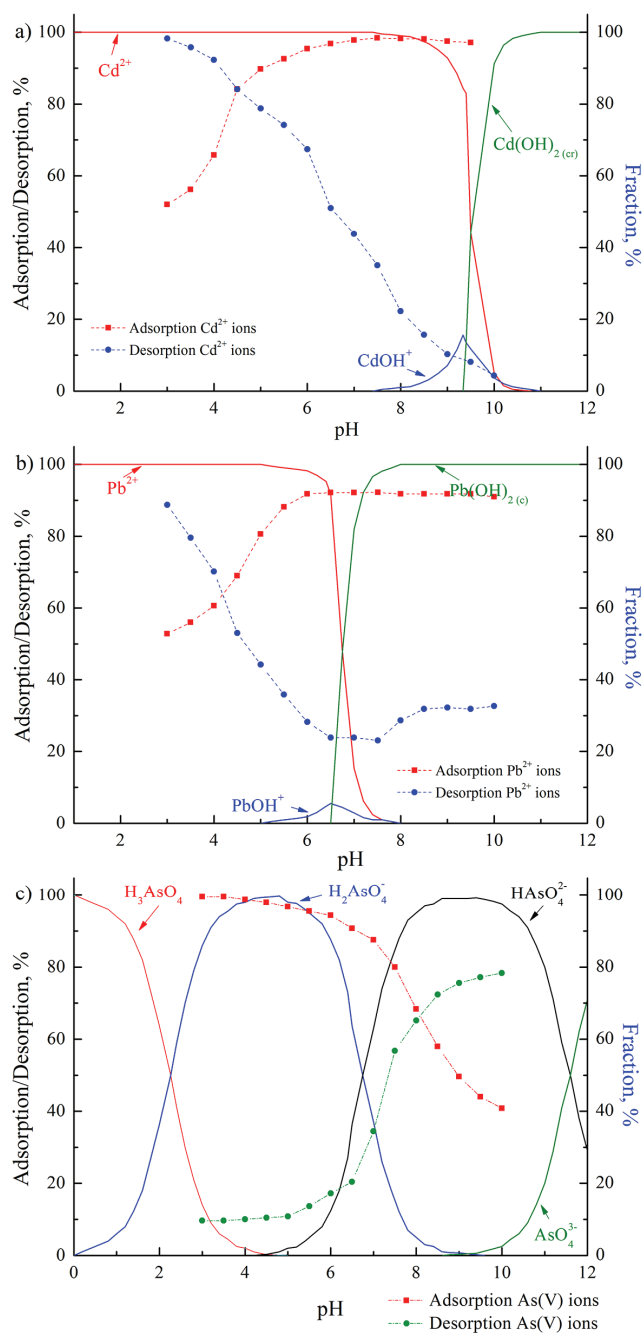 a)
Cd²⁺
Cd(OH)₂ ₍cr₎
CdOH⁺
Adsorption Cd²⁺ ions
Desorption Cd²⁺ ions
Adsorption/Desorption, %
Fraction, %
100
80
60
40
20
0
100
80
60
40
20
0
2
4
6
8
10
12
pH
b)
Pb²⁺
Pb(OH)₂ ₍c₎
PbOH⁺
Adsorption Pb²⁺ ions
Desorption Pb²⁺ ions
Adsorption/Desorption, %
Fraction, %
100
80
60
40
20
0
100
80
60
40
20
0
2
4
6
8
10
12
pH
c)
H₃AsO₄
H₂AsO₄⁻
HAsO₄²⁻
AsO₄³⁻
Adsorption/Desorption, %
Fraction, %
100
80
60
40
20
0
100
80
60
40
20
0
0
2
4
6
8
10
12
pH
Adsorption As(V) ions
Desorption As(V) ions